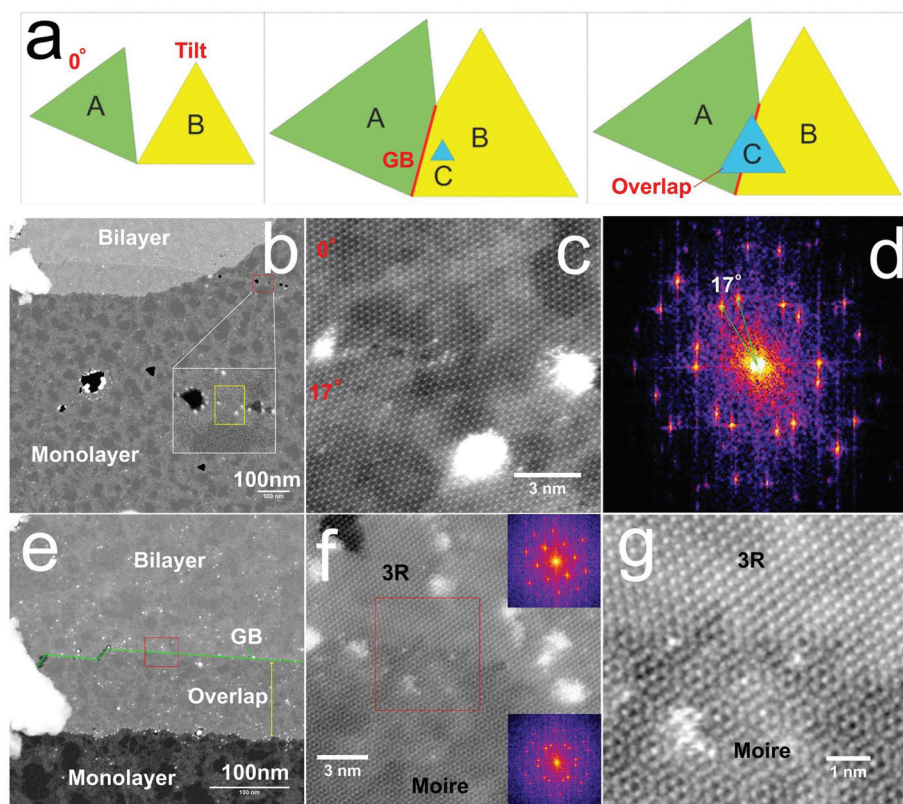 a
0°
Tilt
A
B
A
B
GB
C
A
B
C
Overlap
b
Bilayer
Monolayer
100nm
100 nm
c
0°
17°
3 nm
d
17°
e
Bilayer
GB
Overlap
Monolayer
100nm
100 nm
f
3R
3 nm
Moire
g
3R
Moire
1 nm